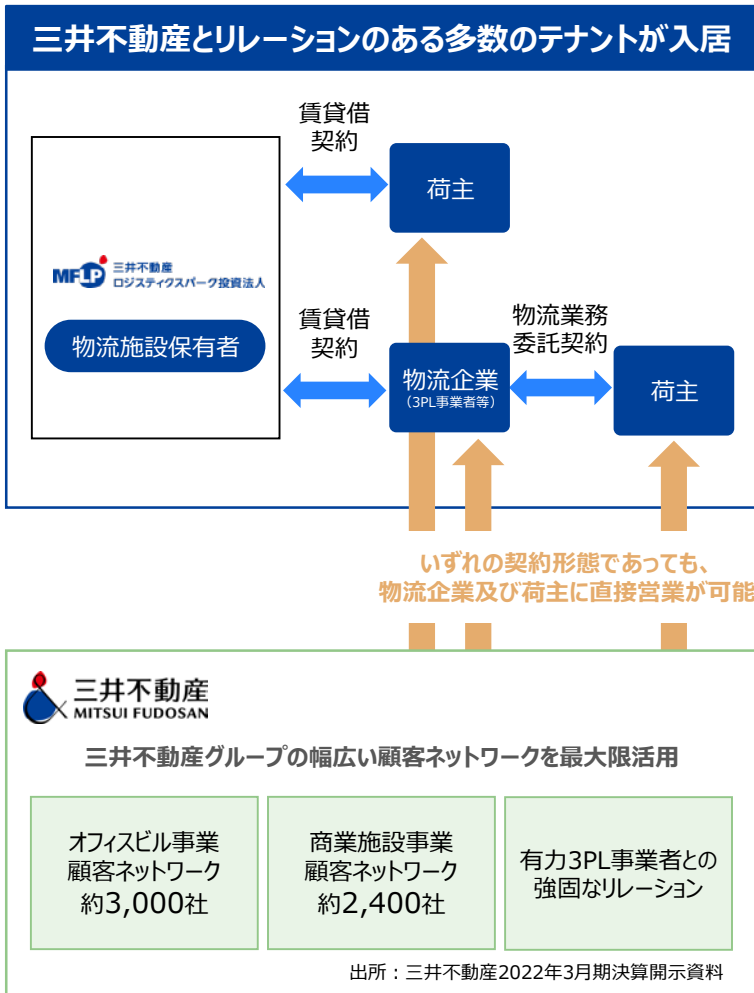 三井不動産とリレーションのある多数のテナントが入居
賃貸借
契約
荷主
MFLP 三井不動産
ロジスティクスパーク投資法人
物流施設保有者
賃貸借
契約
物流企業
(3PL事業者等)
物流業務
委託契約
荷主
いずれの契約形態であっても、
物流企業及び荷主に直接営業が可能
三井不動産
MITSUI FUDOSAN
三井不動産グループの幅広い顧客ネットワークを最大限活用
オフィスビル事業
顧客ネットワーク
約3,000社
商業施設事業
顧客ネットワーク
約2,400社
有力3PL事業者との
強固なリレーション
出所:三井不動産2022年3月期決算開示資料